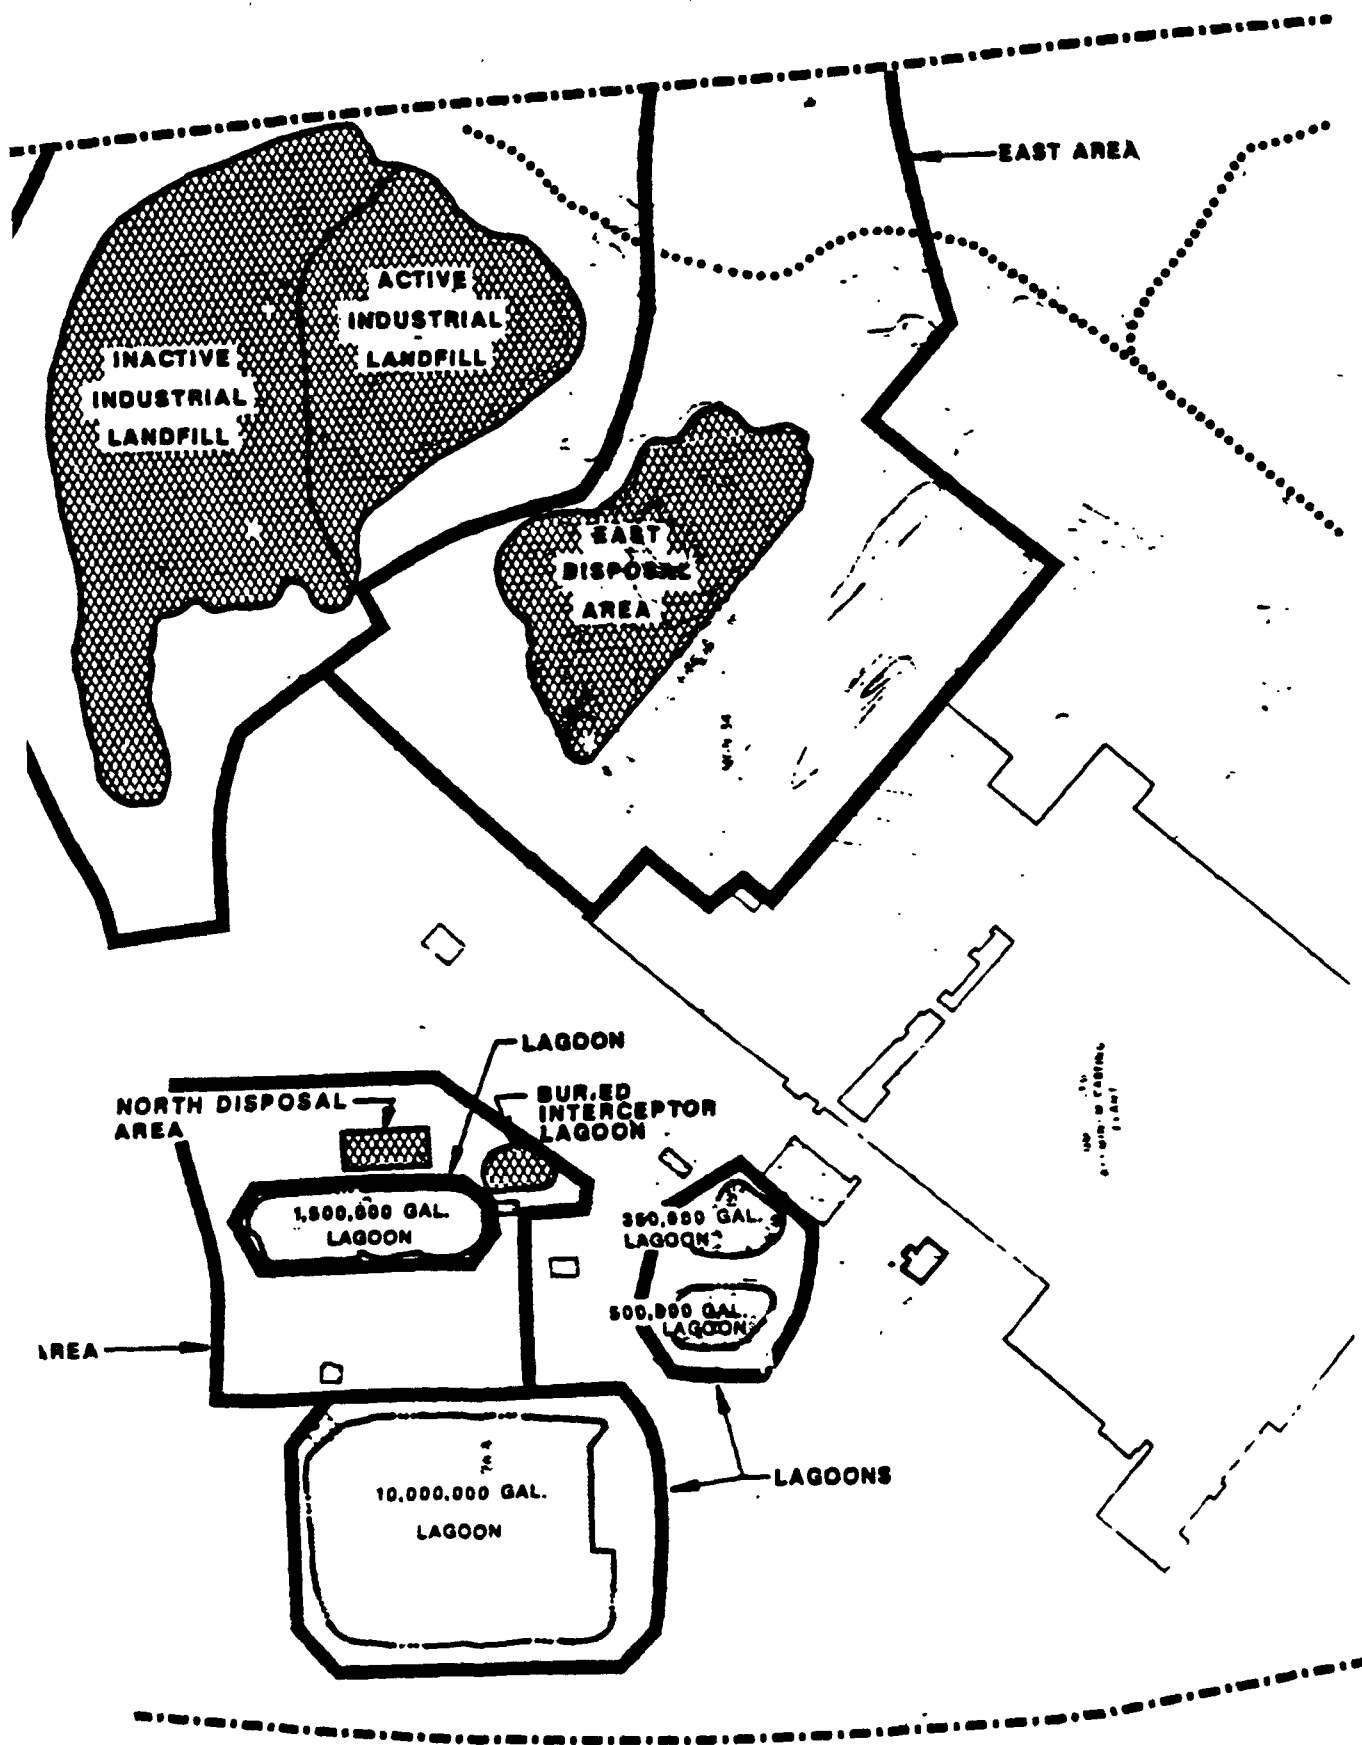 EAST AREA
ACTIVE
INDUSTRIAL
LANDFILL
INACTIVE
INDUSTRIAL
LANDFILL
EAST
DISPOSAL
AREA
LAGOON
NORTH DISPOSAL
AREA
BURIED
INTERCEPTOR
LAGOON
1,500,000 GAL.
LAGOON
350,000 GAL.
LAGOON
500,000 GAL.
LAGOON
AREA
LAGOONS
10,000,000 GAL.
LAGOON
PLANT